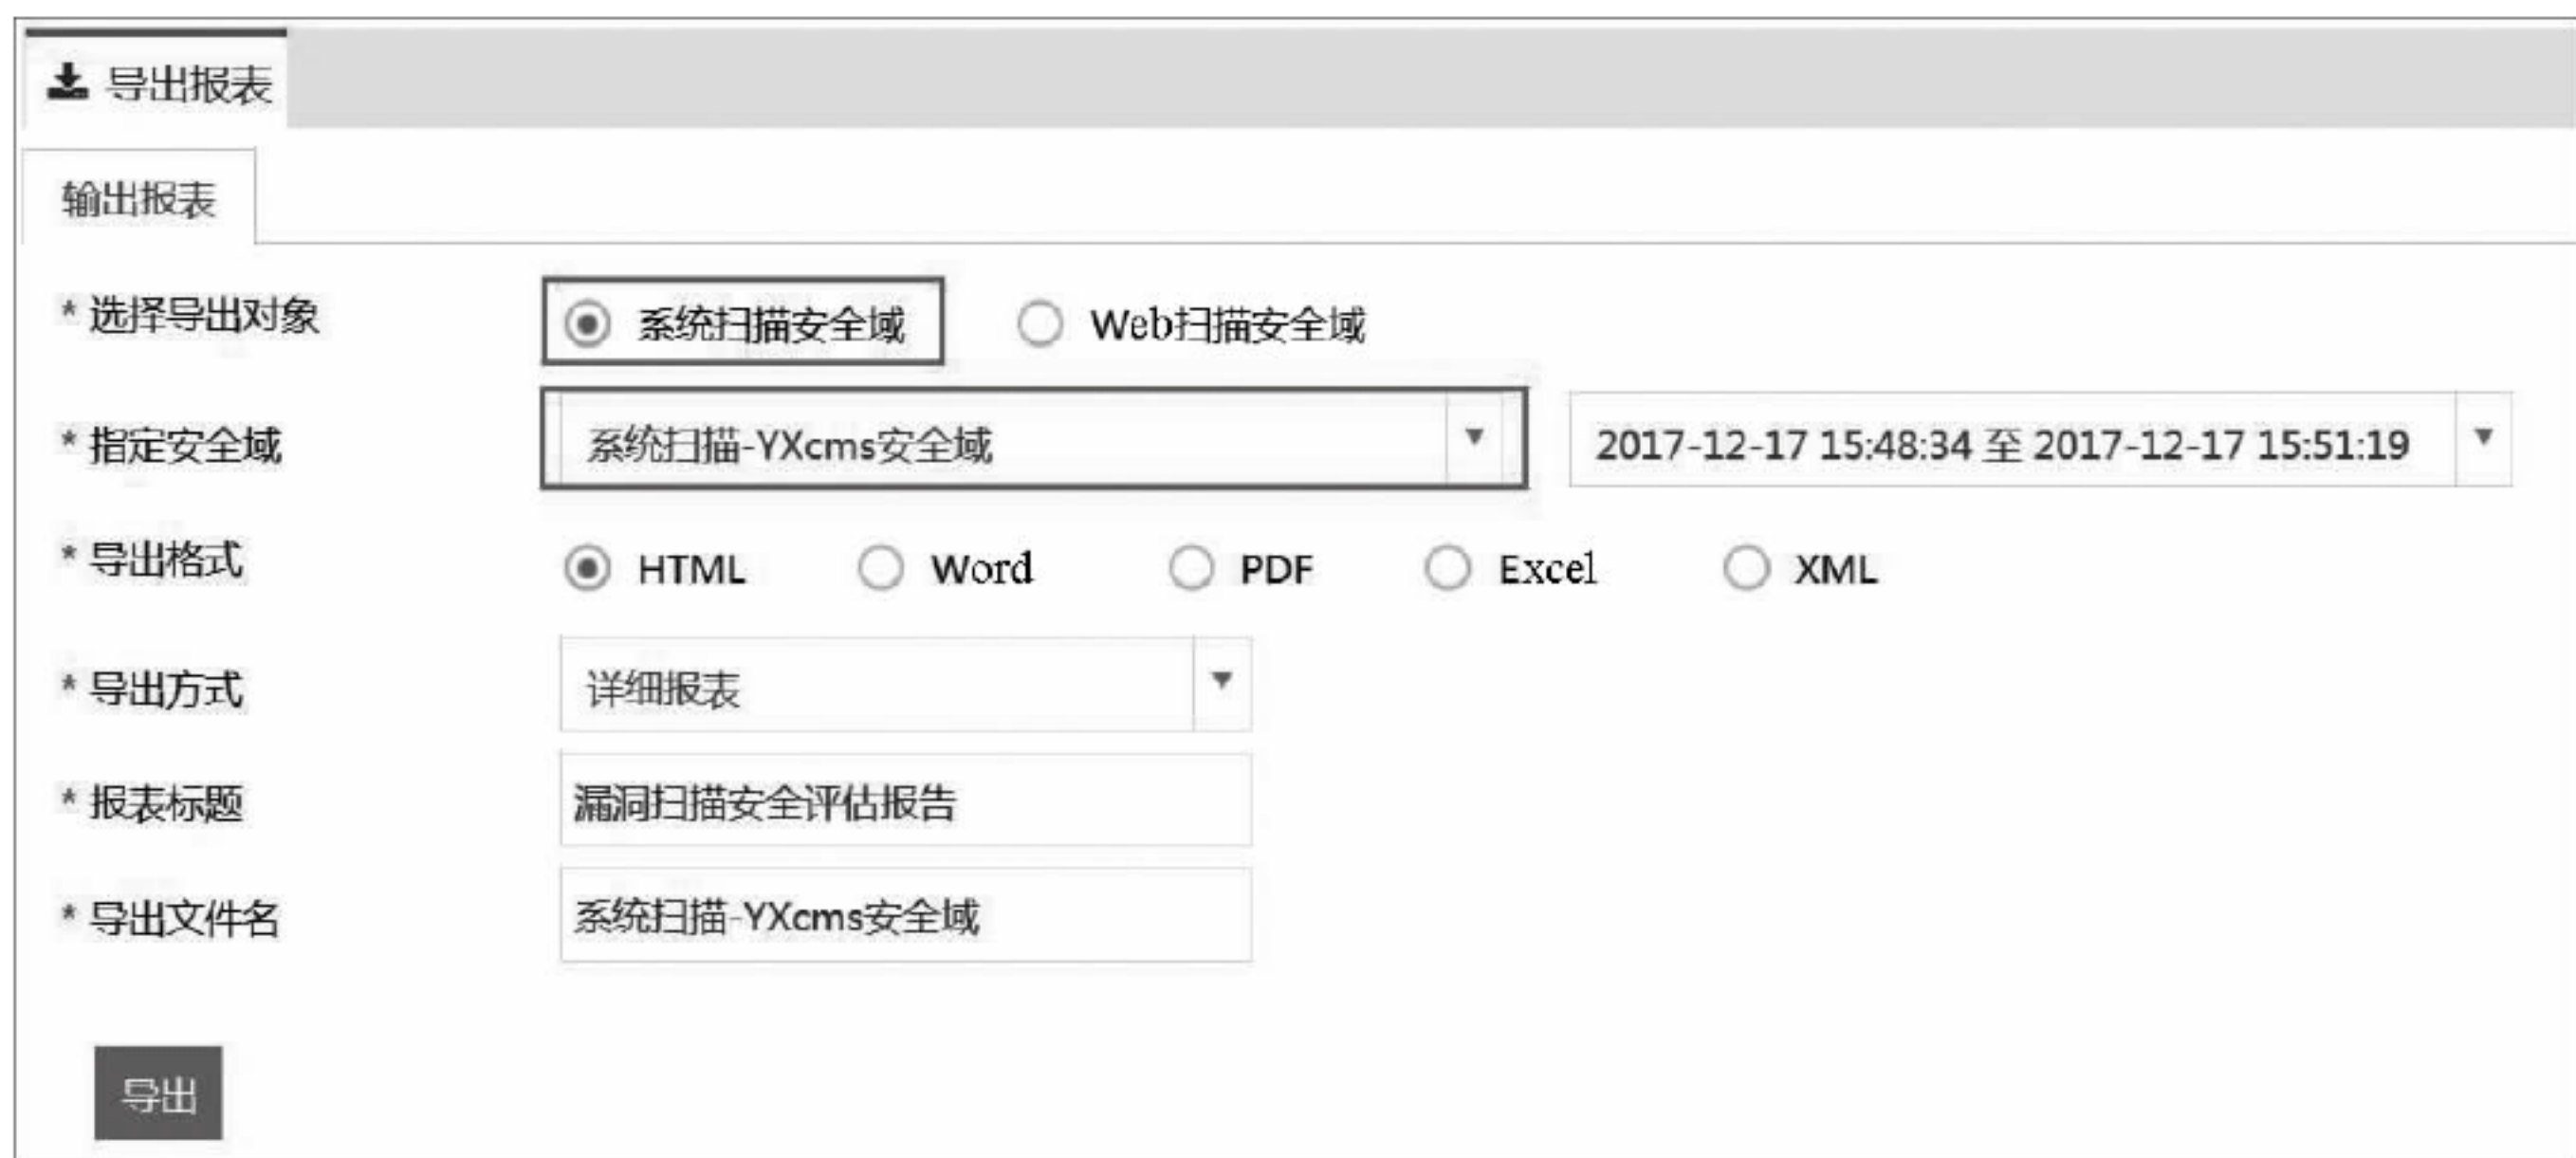 导出报表
输出报表
* 选择导出对象 系统扫描安全域 Web扫描安全域
* 指定安全域 系统扫描-YXcms安全域 2017-12-17 15:48:34 至 2017-12-17 15:51:19
* 导出格式 HTML Word PDF Excel XML
* 导出方式 详细报表
* 报表标题 漏洞扫描安全评估报告
* 导出文件名 系统扫描-YXcms安全域
导出